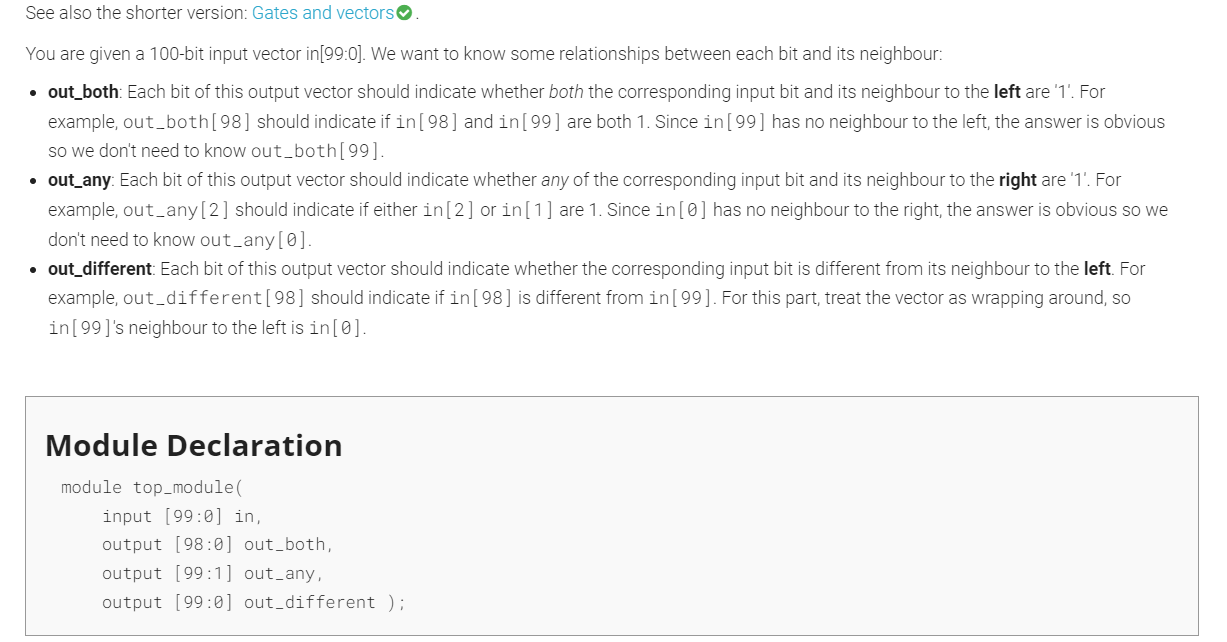 See also the shorter version: Gates and vectors.
You are given a 100-bit input vector in[99:0]. We want to know some relationships between each bit and its neighbour:
• out_both: Each bit of this output vector should indicate whether both the corresponding input bit and its neighbour to the left are '1'. For
example, out_both[98] should indicate if in[98] and in[99] are both 1. Since in[99] has no neighbour to the left, the answer is obvious
so we don't need to know out_both[99].
• out_any: Each bit of this output vector should indicate whether any of the corresponding input bit and its neighbour to the right are '1'. For
example, out_any[2] should indicate if either in[2] or in[1] are 1. Since in[0] has no neighbour to the right, the answer is obvious so we
don't need to know out_any[0].
• out_different: Each bit of this output vector should indicate whether the corresponding input bit is different from its neighbour to the left. For
example, out_different[98] should indicate if in[98] is different from in[99]. For this part, treat the vector as wrapping around, so
in[99]'s neighbour to the left is in[0].
Module Declaration
module top_module(
    input [99:0] in,
    output [98:0] out_both,
    output [99:1] out_any,
    output [99:0] out_different );